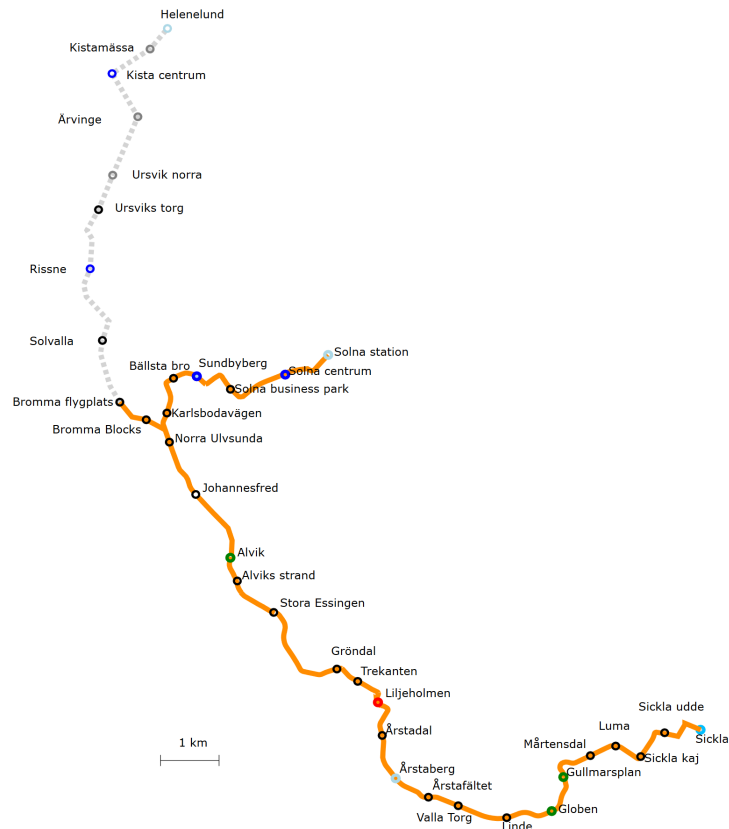 Helenelund
Kistamässa
Kista centrum
Ärvinge
Ursvik norra
Ursviks torg
Rissne
Solvalla
Solna station
Bällsta bro
Sundbyberg
Solna centrum
Solna business park
Bromma flygplats
Karlsbodavägen
Bromma Blocks
Norra Ulvsunda
Johannesfred
Alvik
Alviks strand
Stora Essingen
Gröndal
Trekanten
Liljeholmen
Årstadal
1 km
Årstaberg
Årstafältet
Valla Torg
Linde
Globen
Gullmarsplan
Mårtensdal
Luma
Sickla kaj
Sickla udde
Sickla